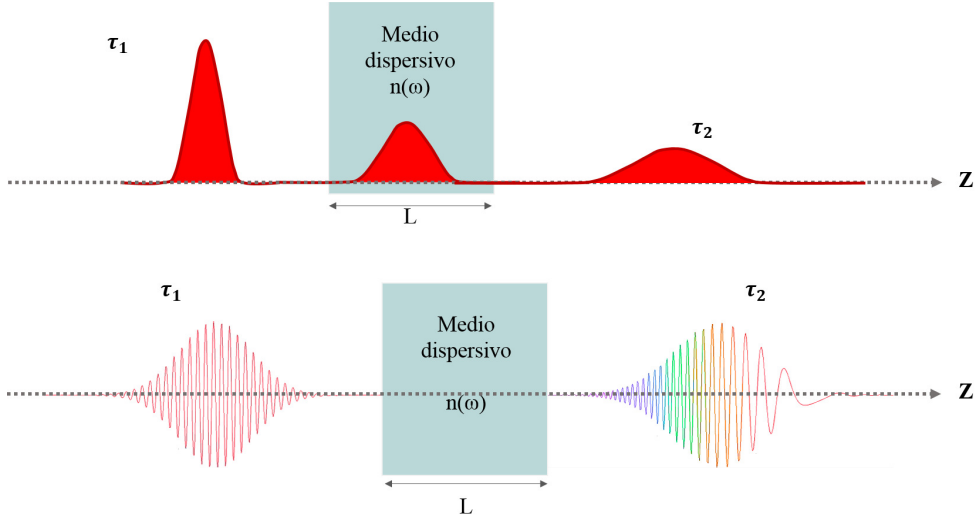 τ₁
Medio
dispersivo
n(ω)
τ₂
Z
L
τ₁
Medio
dispersivo
n(ω)
τ₂
Z
L